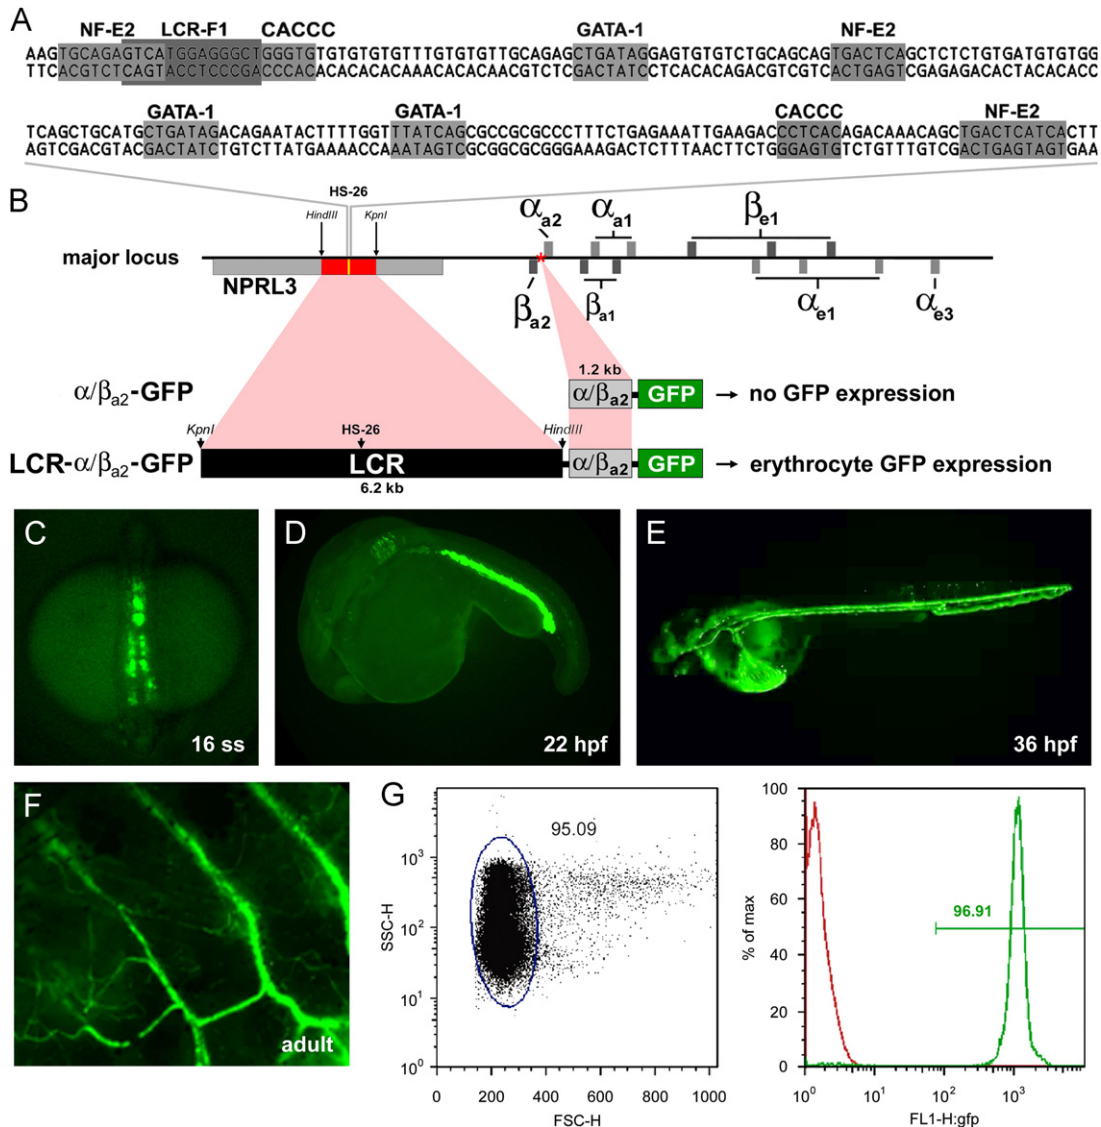 A
NF-E2 LCR-F1 CACCC GATA-1 NF-E2
AAGTGCAGAGTCATGGAGGGCTGGGTGTGTGTGTGTTTGTGTGTTGCAGAGCTGATAGGAGTGTGTCTGCAGCAGTGACTCAGCTCTCTGTGATGTGTGG
TTCACGTCTCAGTACCTCCCGACCCACACACACACAAACACACAACGTCTCGACTATCCTCACACAGACGTCGTCACTGAGTCGAGAGACACTACACACC
GATA-1 GATA-1 CACCC NF-E2
TCAGCTGCATGCTGATAGACAGAATACTTTTGGTTTATCAGCGCCGCGCCCTTTCTGAGAAATTGAAGACCCTCACAGACAAACAGCTGACTCATCACTT
AGTCGACGTACGACTATCTGTCTTATGAAAACCAAATAGTCGCGGCGCGGGAAAGACTCTTTAACTTCTGGGAGTGTCTGTTTGTCGACTGAGTAGTGAA
B
HS-26
HindIII KpnI
αa2 αa1 βe1
major locus
*
NPRL3
βa2 βa1 αe1 αe3
1.2 kb
α/βa2-GFP α/βa2 GFP → no GFP expression
KpnI HS-26 HindIII
LCR-α/βa2-GFP LCR α/βa2 GFP → erythrocyte GFP expression
6.2 kb
C
16 ss
D
22 hpf
E
36 hpf
F
adult
G
95.09
SSC-H
10³
10²
10¹
10⁰
0 200 400 600 800 1000
FSC-H
96.91
% of max
100
80
60
40
20
0
10⁰ 10¹ 10² 10³
FL1-H:gfp